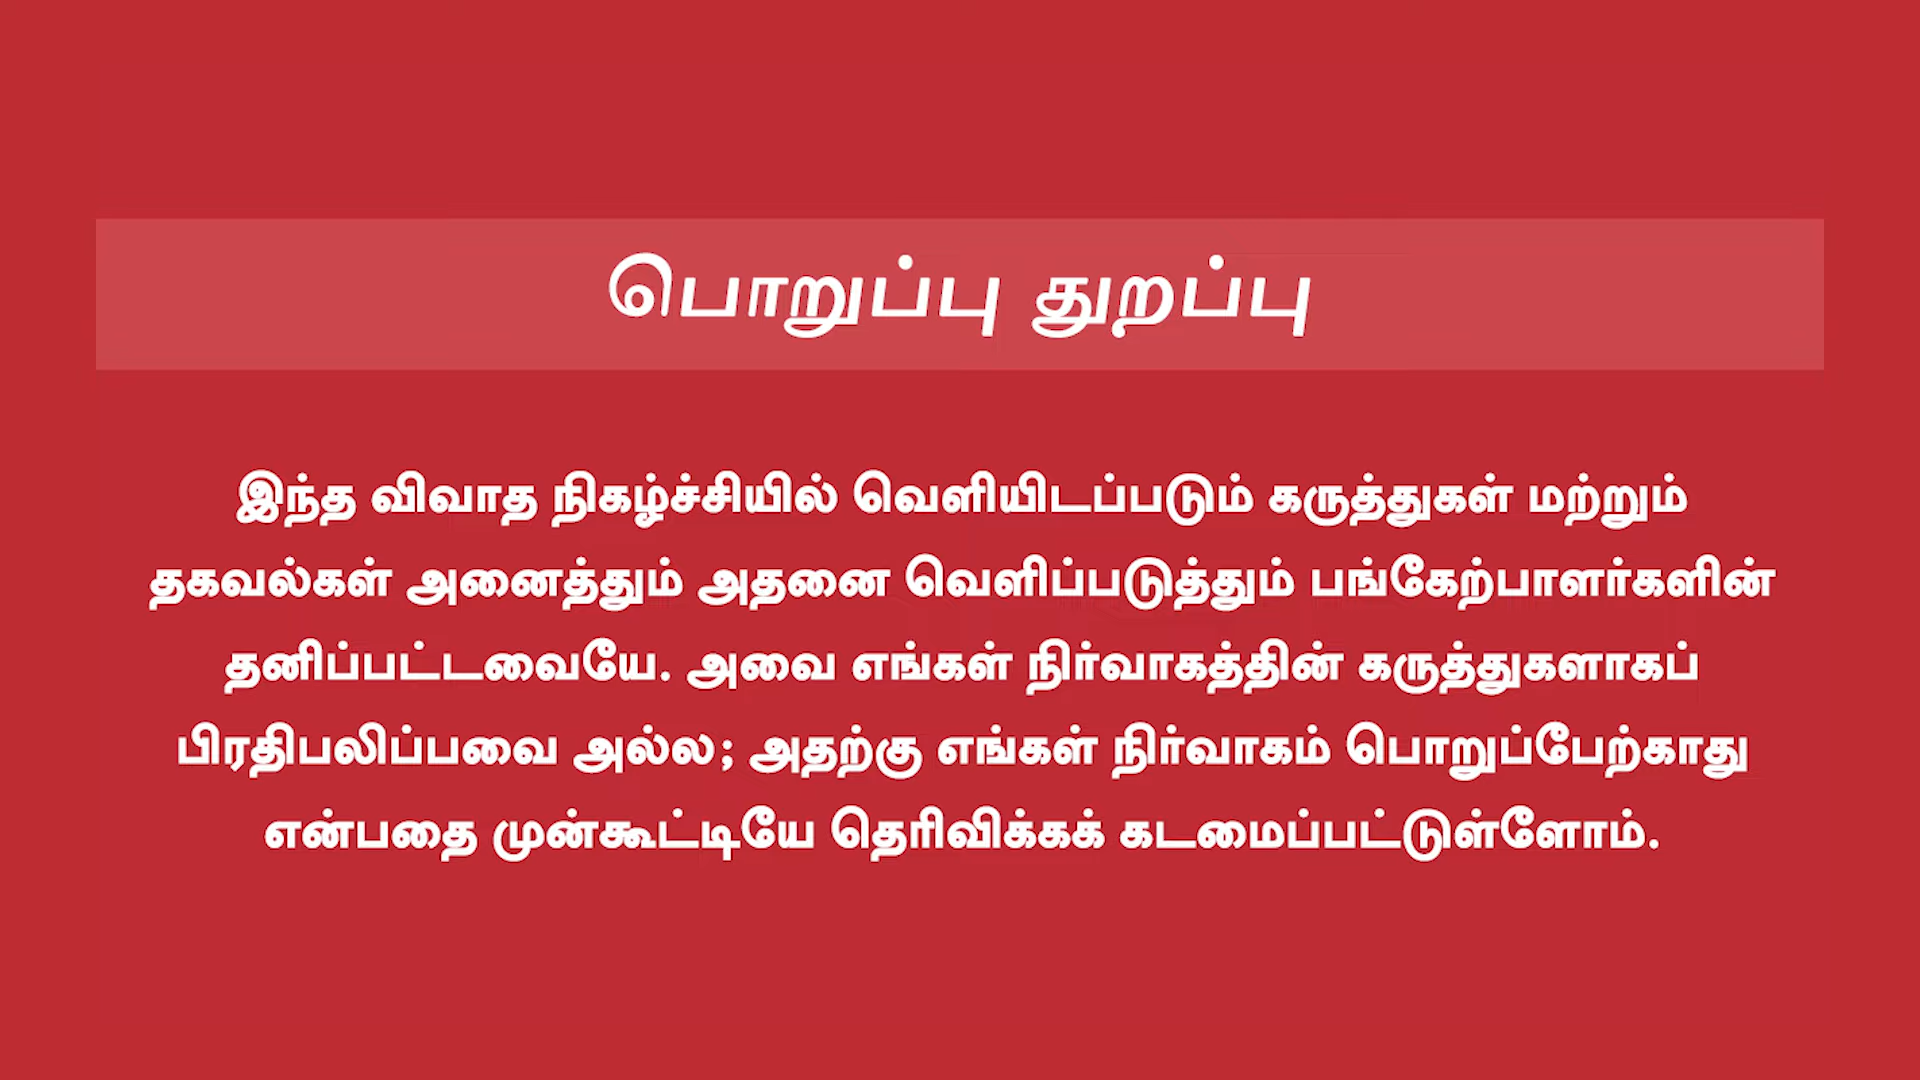 பொறுப்பு துறப்பு
இந்த விவாத நிகழ்ச்சியில் வெளியிடப்படும் கருத்துகள் மற்றும்
தகவல்கள் அனைத்தும் அதனை வெளிப்படுத்தும் பங்கேற்பாளர்களின்
தனிப்பட்டவையே. அவை எங்கள் நிர்வாகத்தின் கருத்துகளாகப்
பிரதிபலிப்பவை அல்ல; அதற்கு எங்கள் நிர்வாகம் பொறுப்பேற்காது
என்பதை முன்கூட்டியே தெரிவிக்கக் கடமைப்பட்டுள்ளோம்.